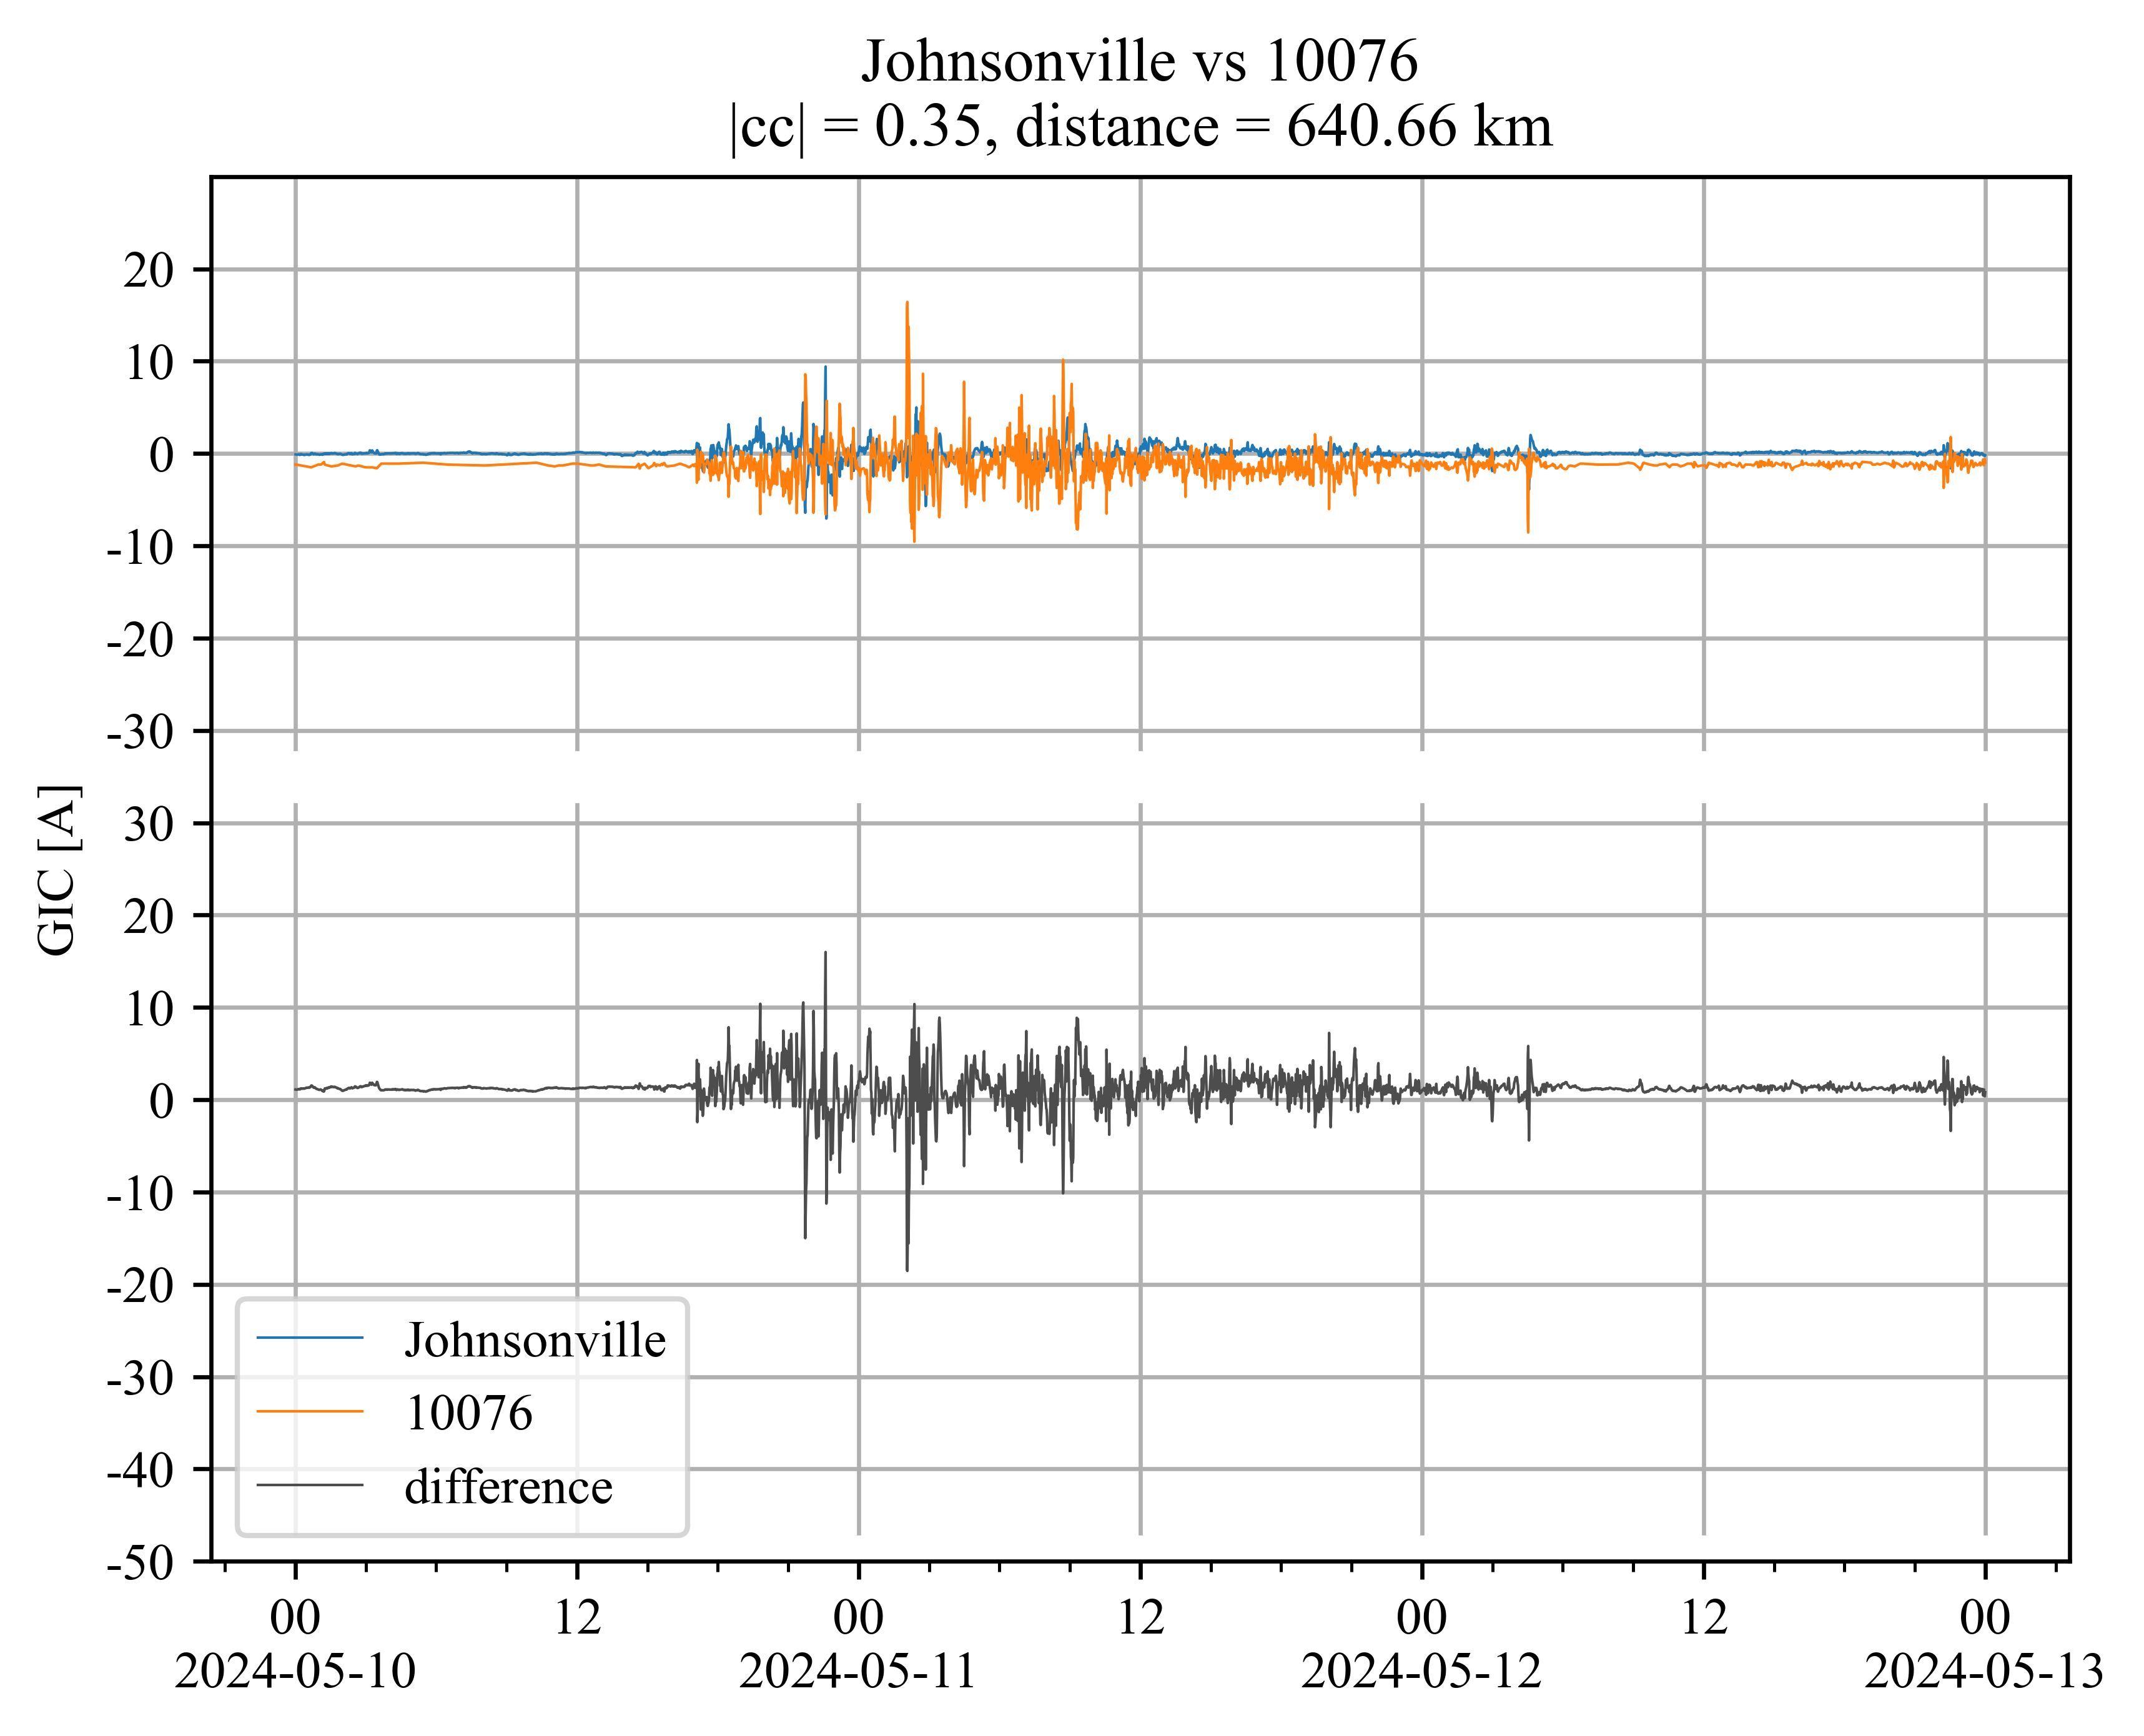 Johnsonville vs 10076
|cc| = 0.35, distance = 640.66 km
20
10
0
-10
-20
-30
30
20
10
0
-10
-20
-30
-40
-50
GIC [A]
Johnsonville
10076
difference
00 12 00 12 00 12 00
2024-05-10 2024-05-11 2024-05-12 2024-05-13